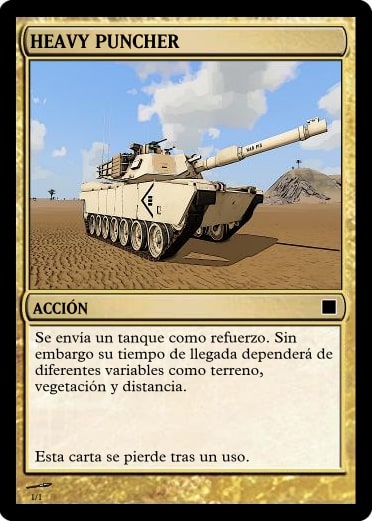 HEAVY PUNCHER
ACCIÓN
Se envía un tanque como refuerzo. Sin
embargo su tiempo de llegada dependerá de
diferentes variables como terreno,
vegetación y distancia.
Esta carta se pierde tras un uso.
1/1